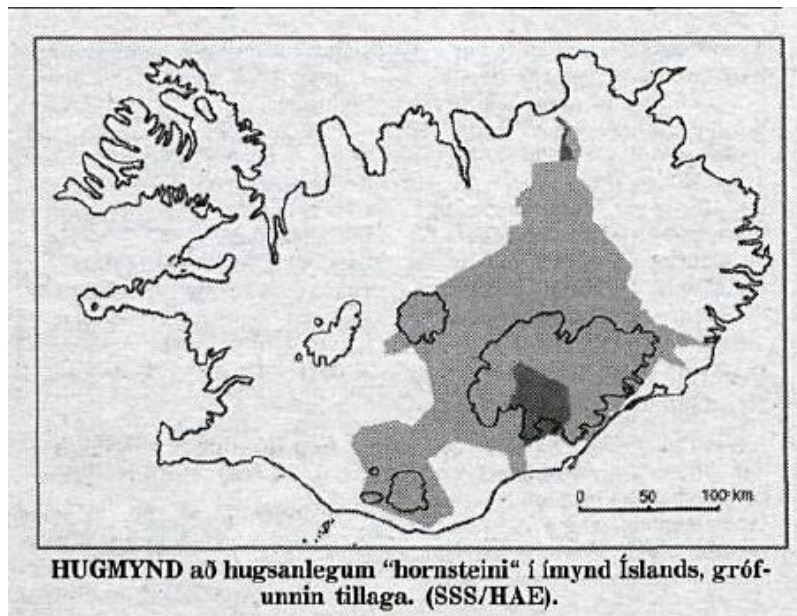 0 50 100 km.
HUGMYND að hugsanlegum “hornsteini“ í ímynd Íslands, gróf-
unnin tillaga. (SSS/HAE).